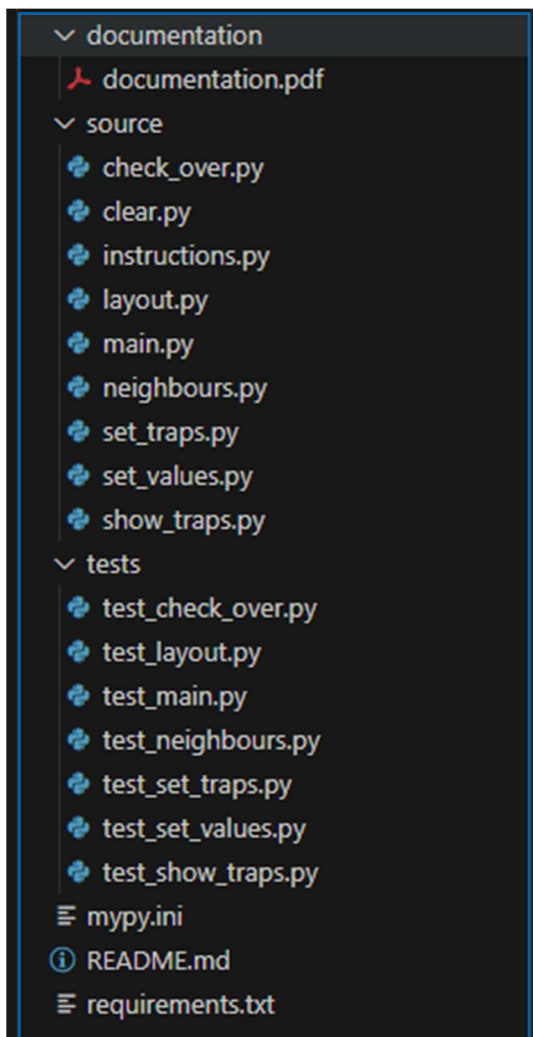 documentation
documentation.pdf
source
check_over.py
clear.py
instructions.py
layout.py
main.py
neighbours.py
set_traps.py
set_values.py
show_traps.py
tests
test_check_over.py
test_layout.py
test_main.py
test_neighbours.py
test_set_traps.py
test_set_values.py
test_show_traps.py
mypy.ini
README.md
requirements.txt